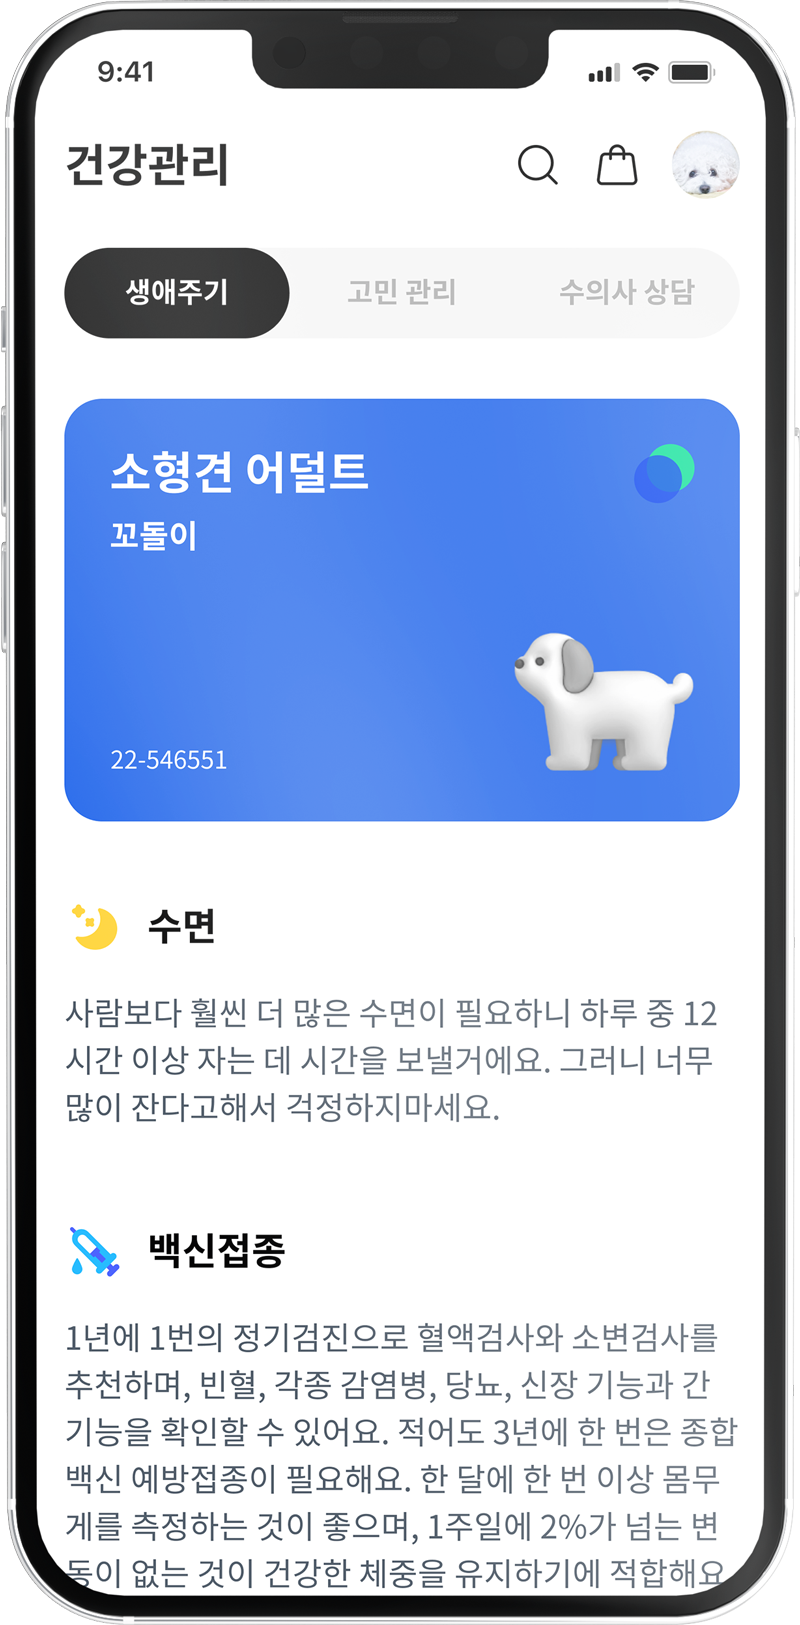 9:41
건강관리
생애주기 고민 관리 수의사 상담
소형견 어덜트
꼬돌이
22-546551
수면
사람보다 훨씬 더 많은 수면이 필요하니 하루 중 12
시간 이상 자는 데 시간을 보낼거에요. 그러니 너무
많이 잔다고해서 걱정하지마세요.
백신접종
1년에 1번의 정기검진으로 혈액검사와 소변검사를
추천하며, 빈혈, 각종 감염병, 당뇨, 신장 기능과 간
기능을 확인할 수 있어요. 적어도 3년에 한 번은 종합
백신 예방접종이 필요해요. 한 달에 한 번 이상 몸무
게를 측정하는 것이 좋으며, 1주일에 2%가 넘는 변
동이 없는 것이 건강한 체중을 유지하기에 적합해요